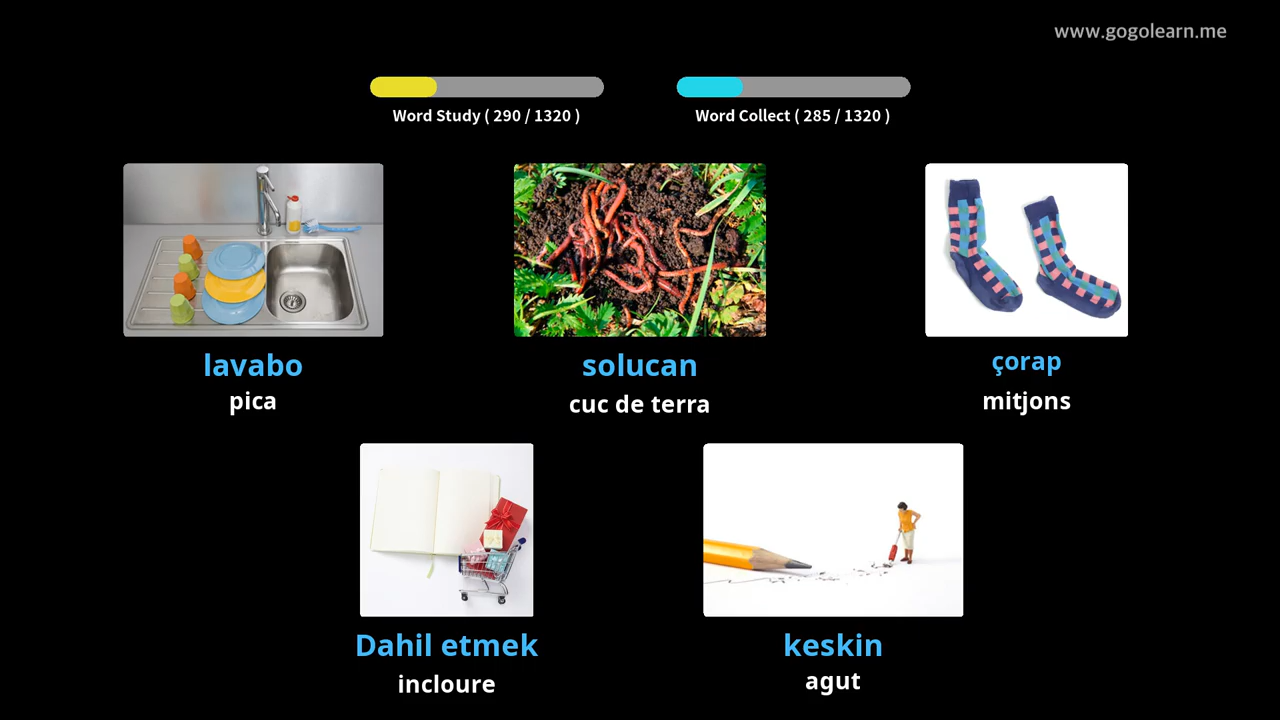 www.gogolearn.me
Word Study ( 290 / 1320 )
Word Collect ( 285 / 1320 )
lavabo
pica
solucan
cuc de terra
çorap
mitjons
Dahil etmek
incloure
keskin
agut